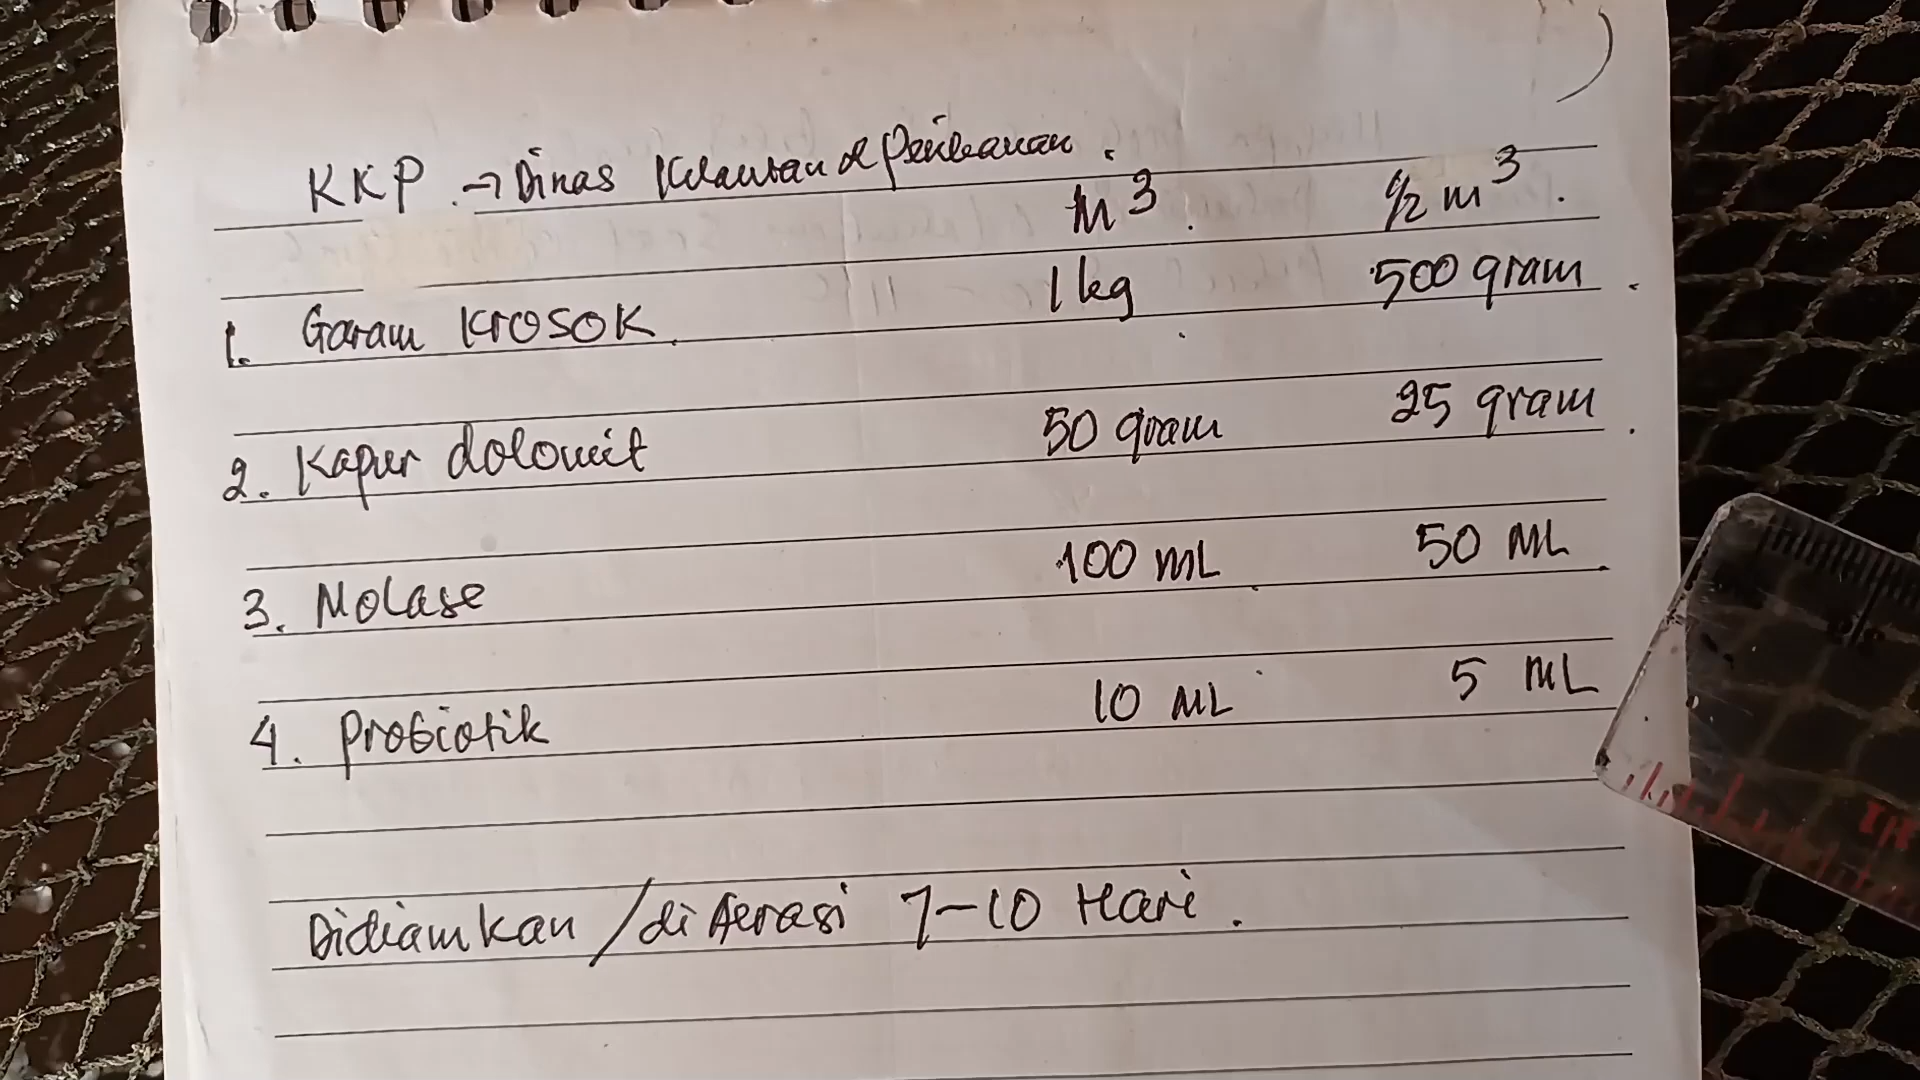 KKP → Dinas Kelautan & Perikanan.
M³. ½ m³.
1. Garam Krosok. 1 kg 500 gram.
2. Kapur dolomit 50 gram 25 gram.
3. Molase 100 mL 50 mL.
4. Probiotik 10 mL 5 mL
Didiamkan / di Aerasi 7-10 Hari.